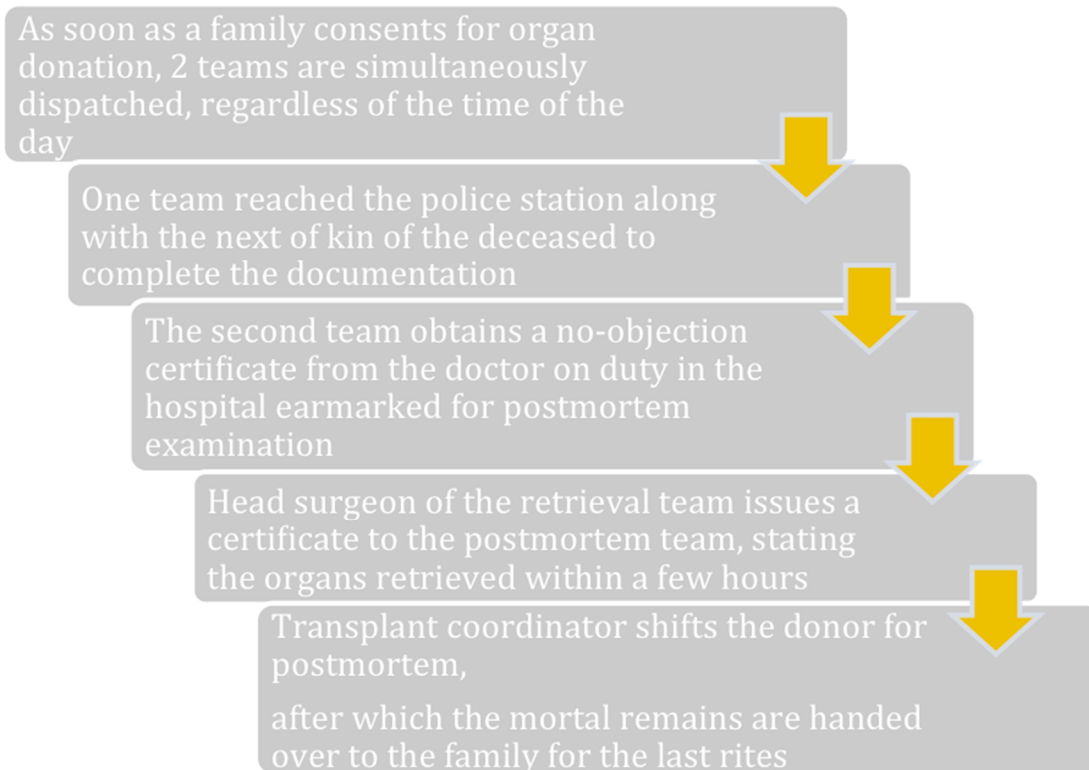 As soon as a family consents for organ
donation, 2 teams are simultaneously
dispatched, regardless of the time of the
day
One team reached the police station along
with the next of kin of the deceased to
complete the documentation
The second team obtains a no-objection
certificate from the doctor on duty in the
hospital earmarked for postmortem
examination
Head surgeon of the retrieval team issues a
certificate to the postmortem team, stating
the organs retrieved within a few hours
Transplant coordinator shifts the donor for
postmortem,
after which the mortal remains are handed
over to the family for the last rites